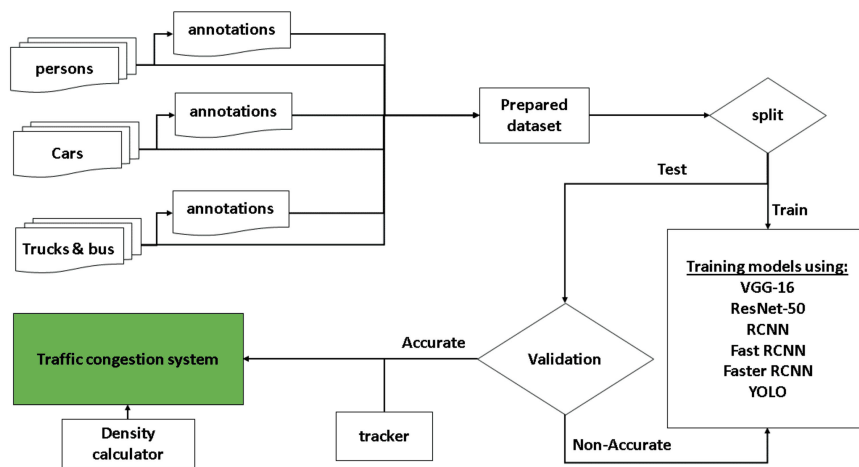 annotations
persons
annotations
Cars
annotations
Trucks & bus
Prepared
dataset
split
Test
Train
Training models using:
VGG-16
ResNet-50
RCNN
Fast RCNN
Faster RCNN
YOLO
Validation
Accurate
Non-Accurate
Traffic congestion system
tracker
Density
calculator